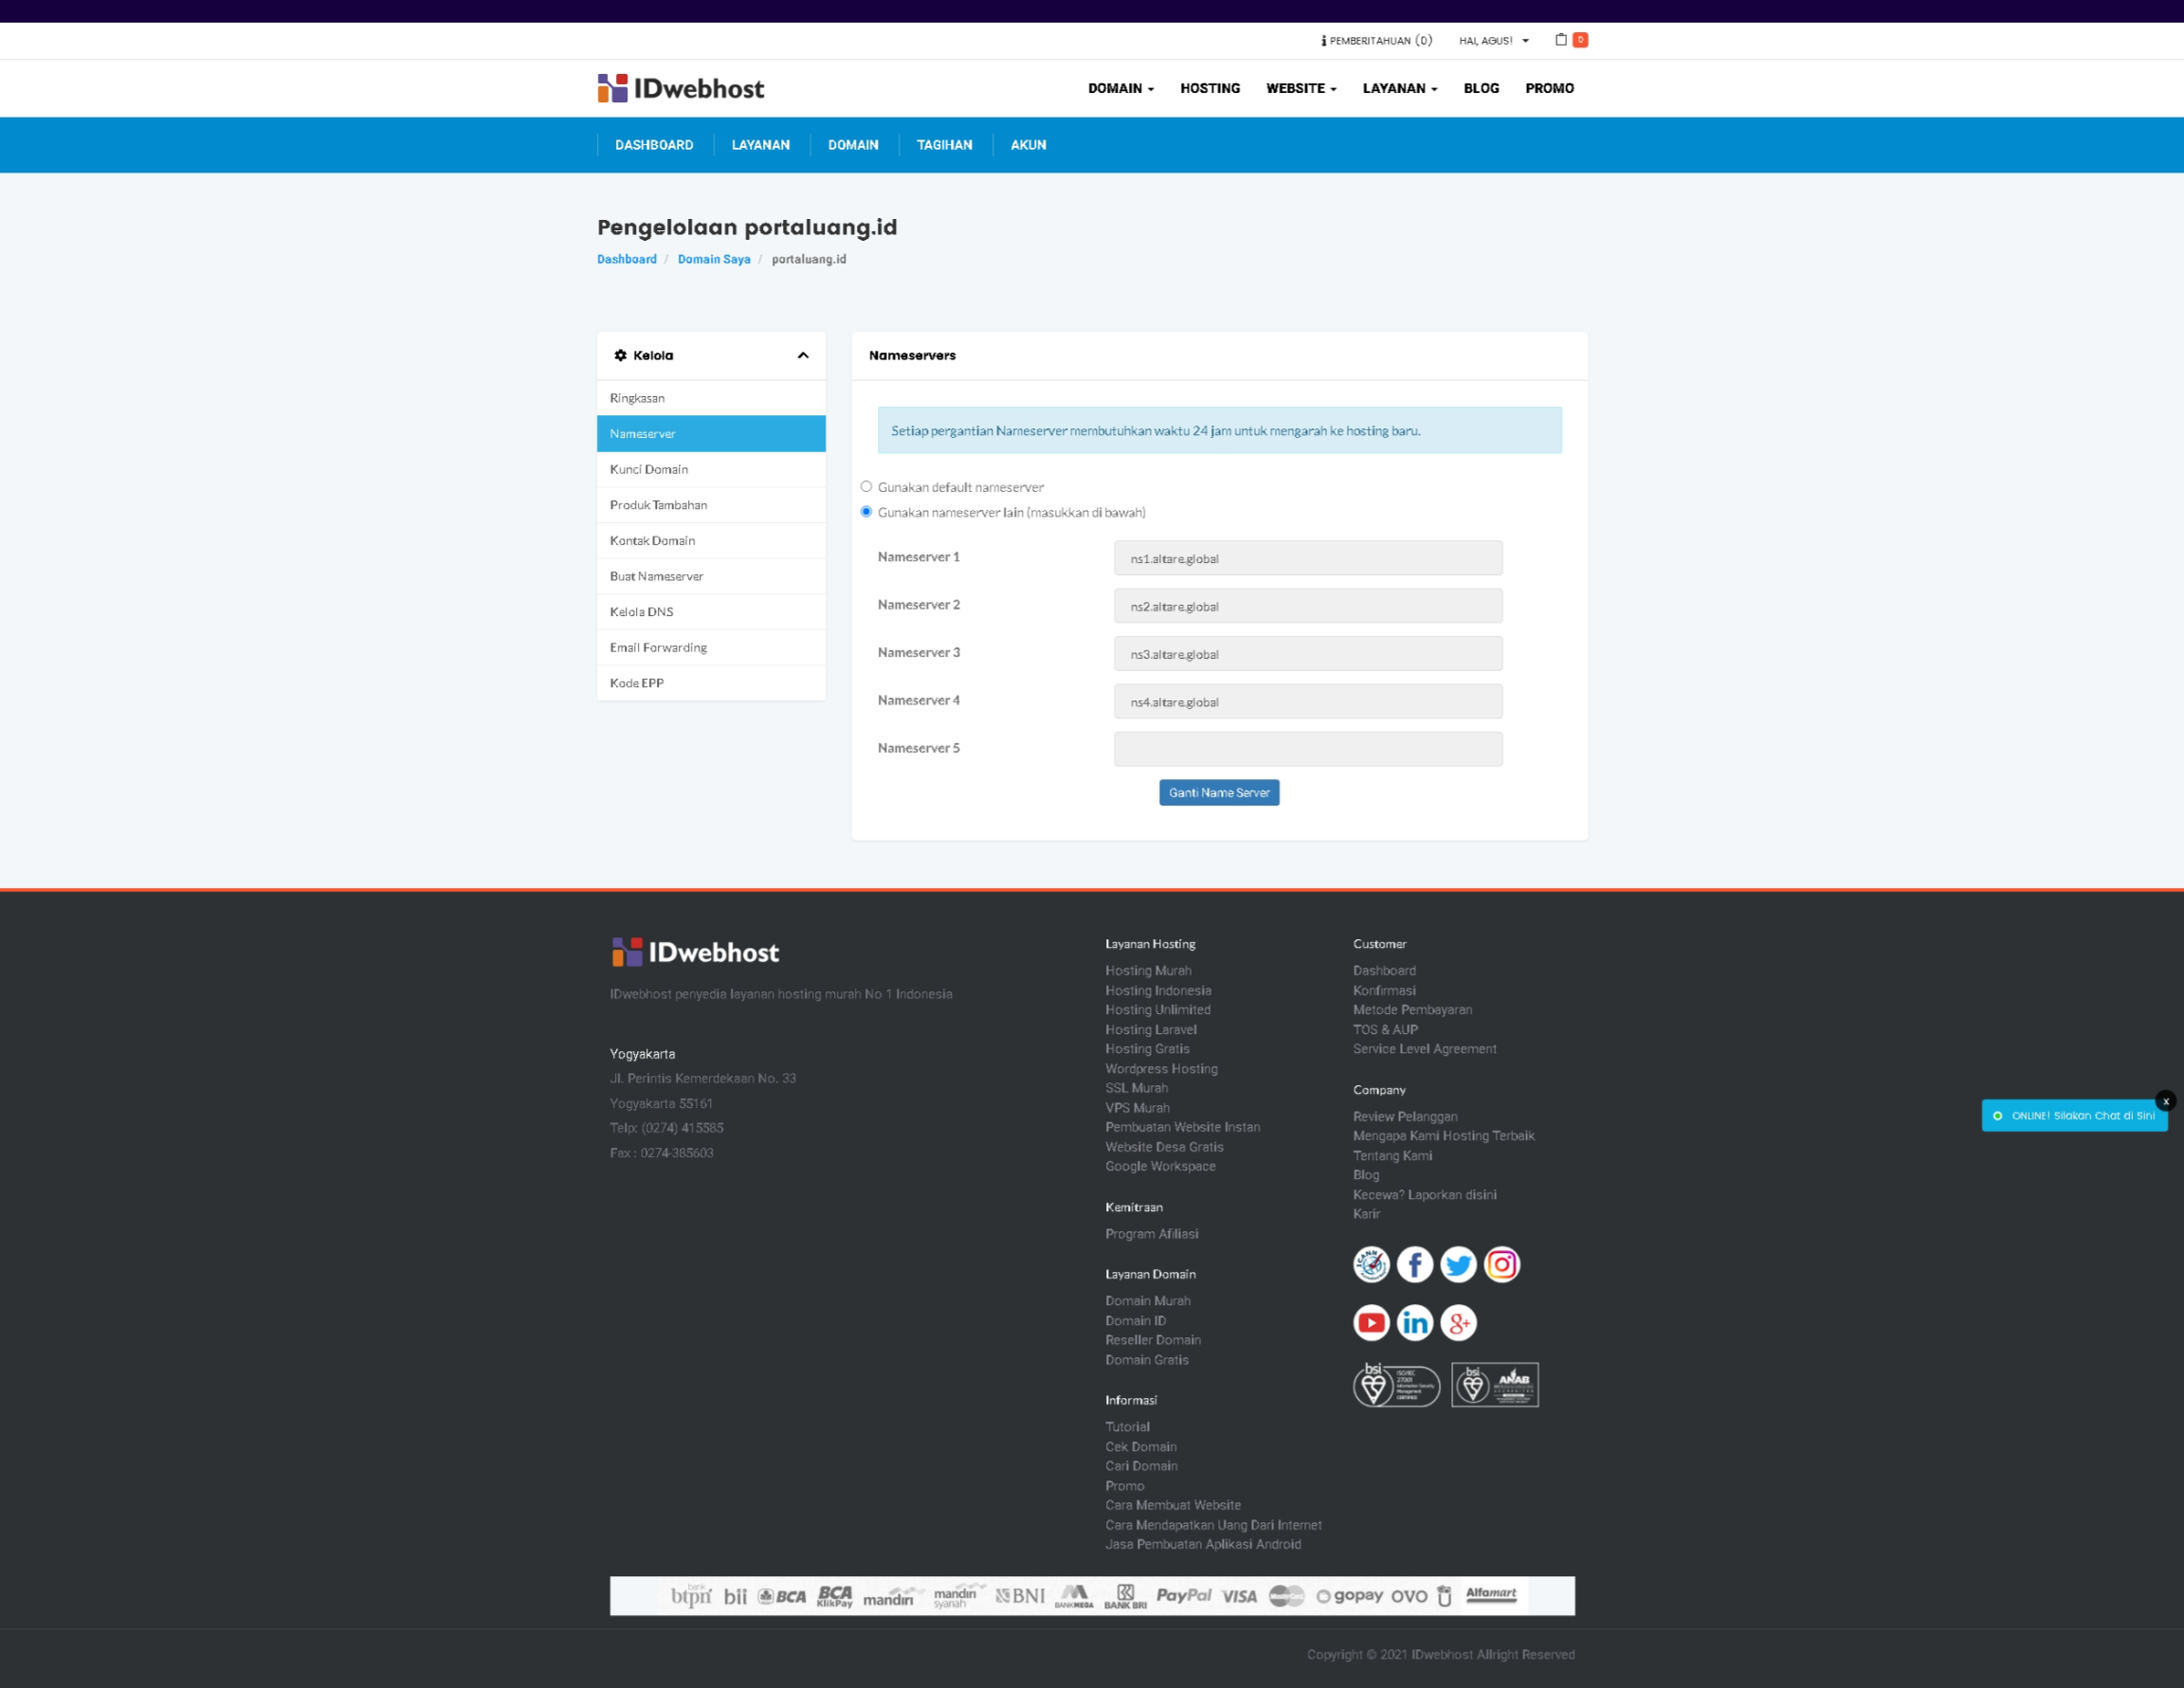 PEMBERITAHUAN (0) HAI, AGUS! 0
IDwebhost
DOMAIN HOSTING WEBSITE LAYANAN BLOG PROMO
DASHBOARD LAYANAN DOMAIN TAGIHAN AKUN
Pengelolaan portaluang.id
Dashboard / Domain Saya / portaluang.id
Kelola
Ringkasan
Nameserver
Kunci Domain
Produk Tambahan
Kontak Domain
Buat Nameserver
Kelola DNS
Email Forwarding
Kode EPP
Nameservers
Setiap pergantian Nameserver membutuhkan waktu 24 jam untuk mengarah ke hosting baru.
Gunakan default nameserver
Gunakan nameserver lain (masukkan di bawah)
Nameserver 1 ns1.altare.global
Nameserver 2 ns2.altare.global
Nameserver 3 ns3.altare.global
Nameserver 4 ns4.altare.global
Nameserver 5
Ganti Name Server
IDwebhost
IDwebhost penyedia layanan hosting murah No 1 Indonesia
Yogyakarta
Jl. Perintis Kemerdekaan No. 33
Yogyakarta 55161
Telp: (0274) 415585
Fax : 0274-385603
Layanan Hosting
Hosting Murah
Hosting Indonesia
Hosting Unlimited
Hosting Laravel
Hosting Gratis
Wordpress Hosting
SSL Murah
VPS Murah
Pembuatan Website Instan
Website Desa Gratis
Google Workspace
Kemitraan
Program Afiliasi
Layanan Domain
Domain Murah
Domain ID
Reseller Domain
Domain Gratis
Informasi
Tutorial
Cek Domain
Cari Domain
Promo
Cara Membuat Website
Cara Mendapatkan Uang Dari Internet
Jasa Pembuatan Aplikasi Android
Customer
Dashboard
Konfirmasi
Metode Pembayaran
TOS & AUP
Service Level Agreement
Company
Review Pelanggan
Mengapa Kami Hosting Terbaik
Tentang Kami
Blog
Kecewa? Laporkan disini
Karir
bsi
bsi ANAB
x
ONLINE! Silakan Chat di Sini
bank btpn bii BCA BCA KlikPay mandiri mandiri syariah BNI BANK MEGA BANK BRI PayPal VISA gopay OVO Alfamart
Copyright © 2021 IDwebhost Allright Reserved